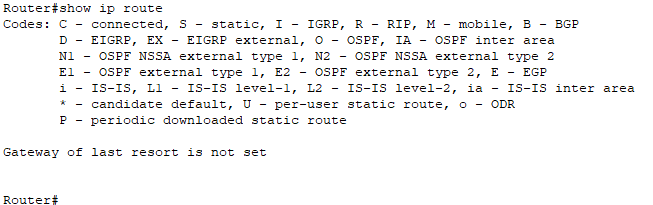 Router#show ip route
Codes: C - connected, S - static, I - IGRP, R - RIP, M - mobile, B - BGP
D - EIGRP, EX - EIGRP external, O - OSPF, IA - OSPF inter area
N1 - OSPF NSSA external type 1, N2 - OSPF NSSA external type 2
E1 - OSPF external type 1, E2 - OSPF external type 2, E - EGP
i - IS-IS, L1 - IS-IS level-1, L2 - IS-IS level-2, ia - IS-IS inter area
* - candidate default, U - per-user static route, o - ODR
P - periodic downloaded static route
Gateway of last resort is not set
Router#